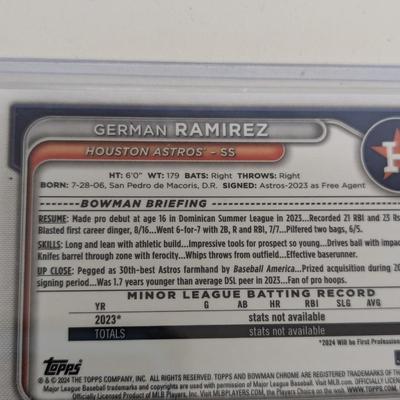 GERMAN RAMIREZ
HOUSTON ASTROS® – SS
HT: 6'0" WT: 179 BATS: Right THROWS: Right
BORN: 7-28-06, San Pedro de Macoris, D.R. SIGNED: Astros-2023 as Free Agent
BOWMAN BRIEFING
RESUME: Made pro debut at age 16 in Dominican Summer League in 2023...Recorded 21 RBI and 23 Rs
Blasted first career dinger, 8/16...Went 6-for-7 with 2B, R and RBI, 7/7...Pilfered two bags, 6/5.
SKILLS: Long and lean with athletic build...Impressive tools for prospect so young...Drives ball with impac
Knifes barrel through zone with ferocity...Whips throws from outfield...Effective baserunner.
UP CLOSE: Pegged as 30th-best Astros farmhand by Baseball America...Prized acquisition during 20
signing period...Was 1.7 years younger than average DSL peer in 2023...Fan of pro hoops.
MINOR LEAGUE BATTING RECORD
YR G AB HR RBI SLG AVG
2023* stats not available
TOTALS stats not available
*2024 Will be First Profession
Topps
® & © 2024 THE TOPPS COMPANY, INC. ALL RIGHTS RESERVED. TOPPS AND BOWMAN CHROME ARE REGISTERED TRADEMARKS OF THE
Major League Baseball trademarks and copyrights are used with permission of Major League Baseball. Visit MLB.com. OFFICIALLY LICENSE
OFFICIALLY LICENSED Product of MLB Players, Inc. Visit MLBPLAYERS.COM,